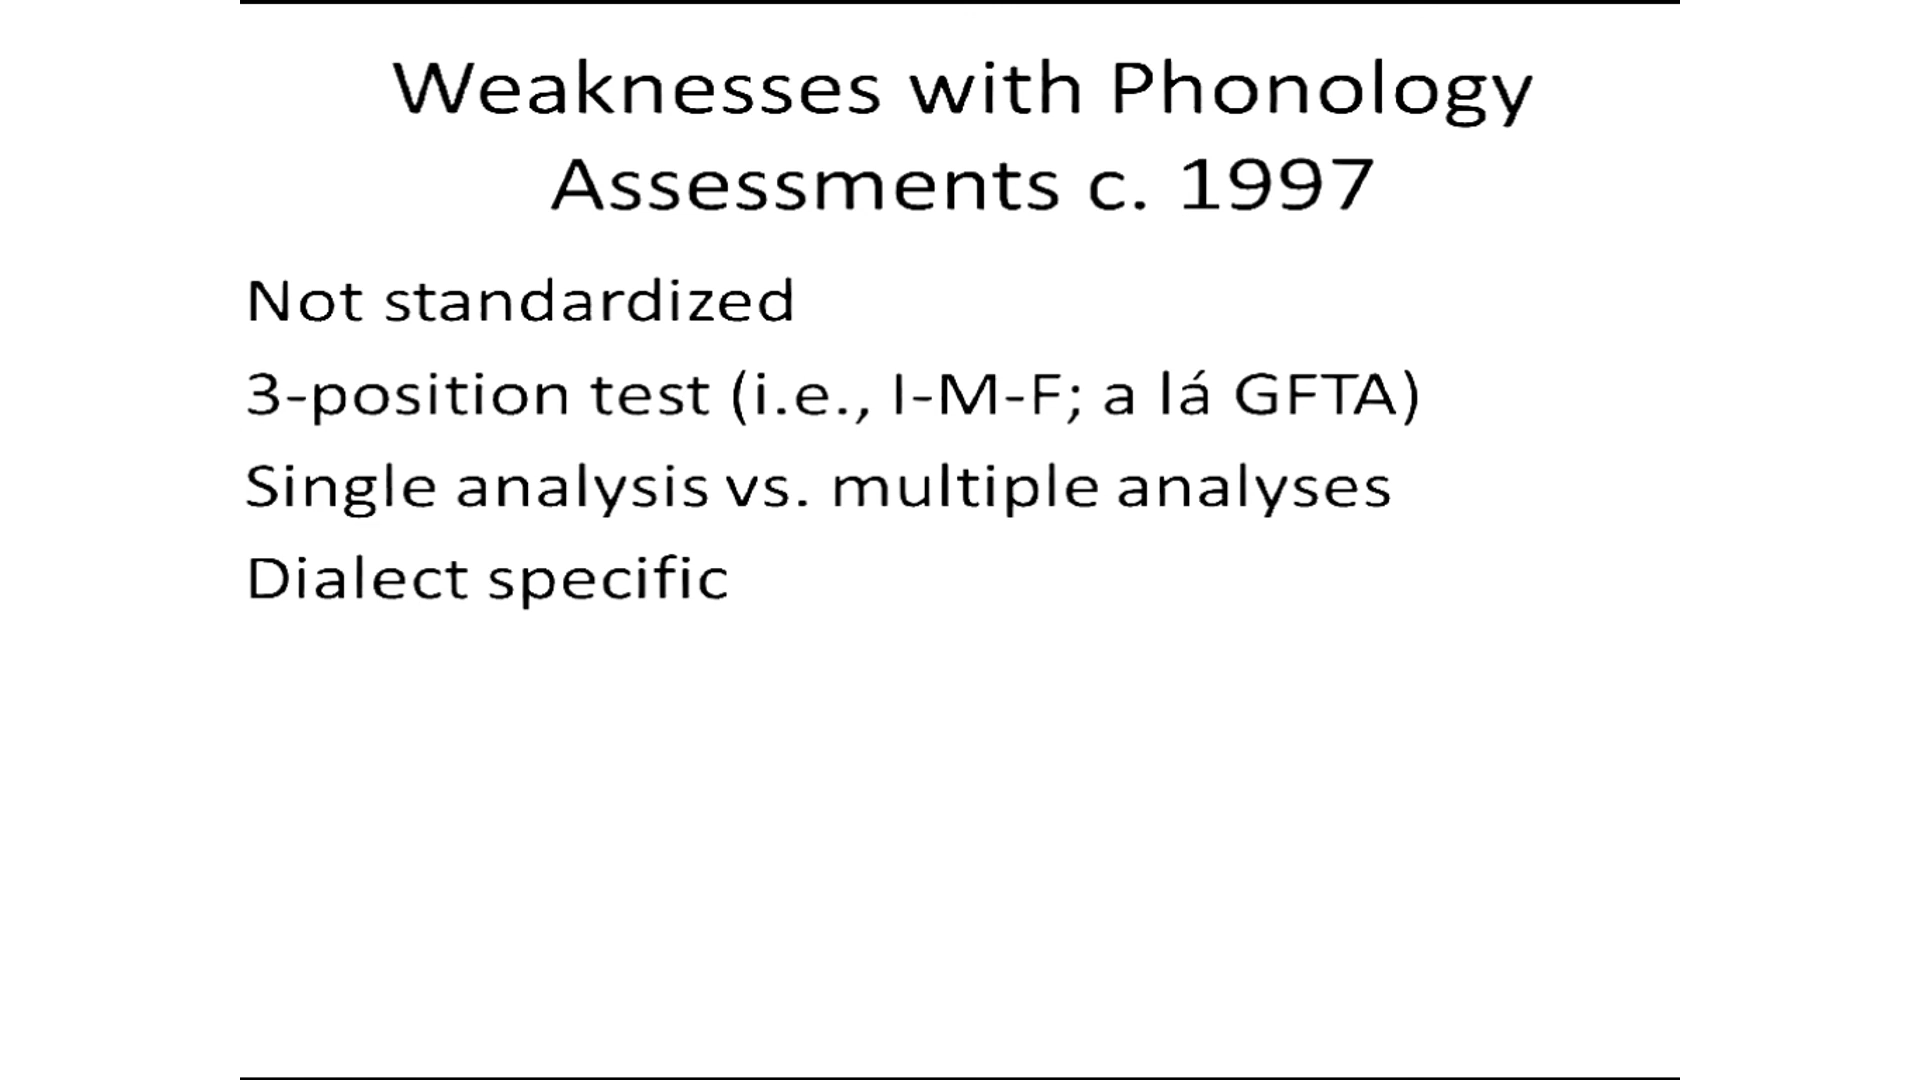 Weaknesses with Phonology
Assessments c. 1997
Not standardized
3-position test (i.e., I-M-F; a lá GFTA)
Single analysis vs. multiple analyses
Dialect specific